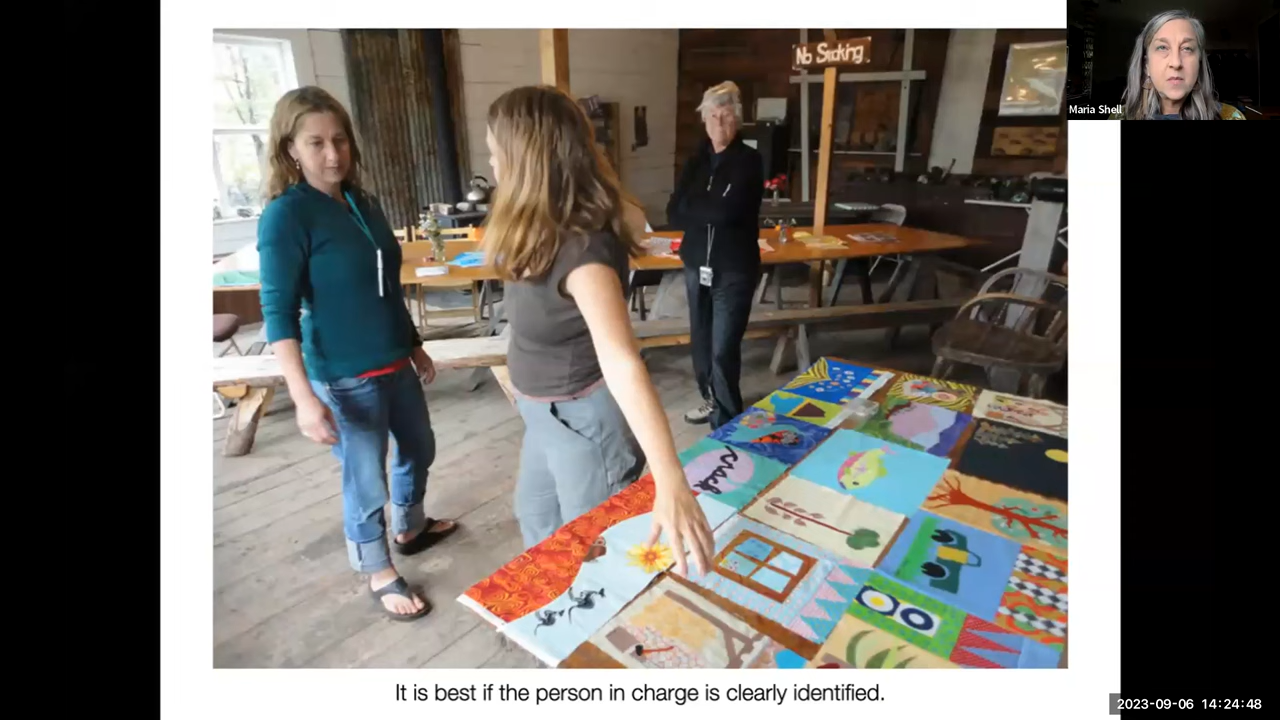 No
Maria Shell
It is best if the person in charge is clearly identified.
2023-09-06 14:24:48